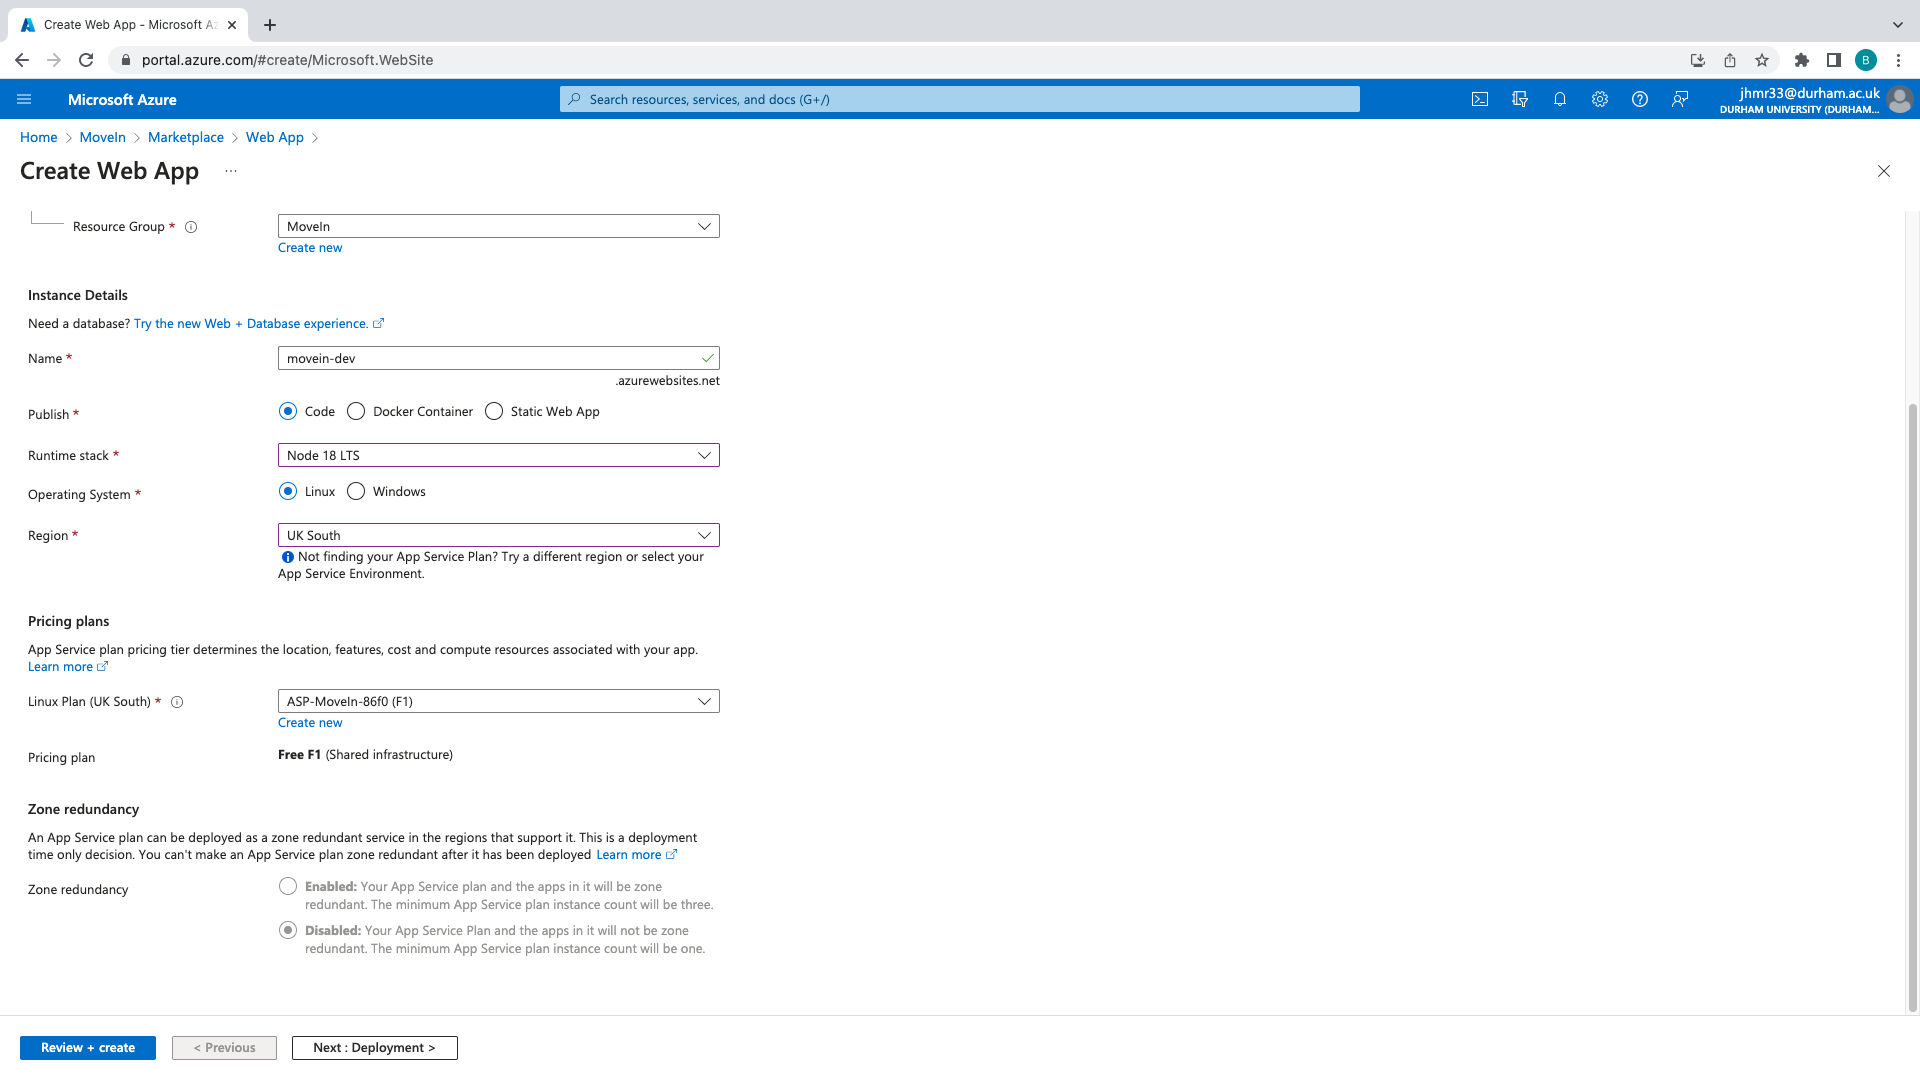 Create Web App - Microsoft Az
portal.azure.com/#create/Microsoft.WebSite
B
Microsoft Azure
Search resources, services, and docs (G+/)
jhmr33@durham.ac.uk
DURHAM UNIVERSITY (DURHAM...
Home > MoveIn > Marketplace > Web App >
Create Web App ...
Resource Group *
MoveIn
Create new
Instance Details
Need a database? Try the new Web + Database experience.
Name *
movein-dev
.azurewebsites.net
Publish *
Code
Docker Container
Static Web App
Runtime stack *
Node 18 LTS
Operating System *
Linux
Windows
Region *
UK South
Not finding your App Service Plan? Try a different region or select your
App Service Environment.
Pricing plans
App Service plan pricing tier determines the location, features, cost and compute resources associated with your app.
Learn more
Linux Plan (UK South) *
ASP-MoveIn-86f0 (F1)
Create new
Pricing plan
Free F1 (Shared infrastructure)
Zone redundancy
An App Service plan can be deployed as a zone redundant service in the regions that support it. This is a deployment
time only decision. You can't make an App Service plan zone redundant after it has been deployed Learn more
Zone redundancy
Enabled: Your App Service plan and the apps in it will be zone
redundant. The minimum App Service plan instance count will be three.
Disabled: Your App Service Plan and the apps in it will not be zone
redundant. The minimum App Service plan instance count will be one.
Review + create
< Previous
Next : Deployment >